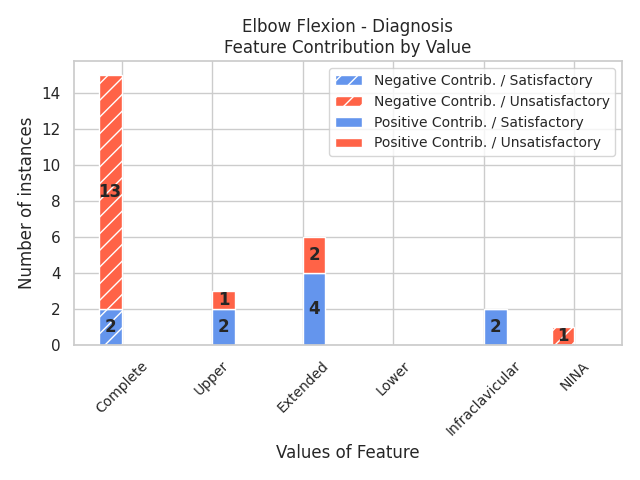 Elbow Flexion - Diagnosis
Feature Contribution by Value
Negative Contrib. / Satisfactory
Negative Contrib. / Unsatisfactory
Positive Contrib. / Satisfactory
Positive Contrib. / Unsatisfactory
Number of instances
14
12
10
8
6
4
2
0
13
2
1
2
2
4
2
1
Complete
Upper
Extended
Lower
Infraclavicular
NINA
Values of Feature